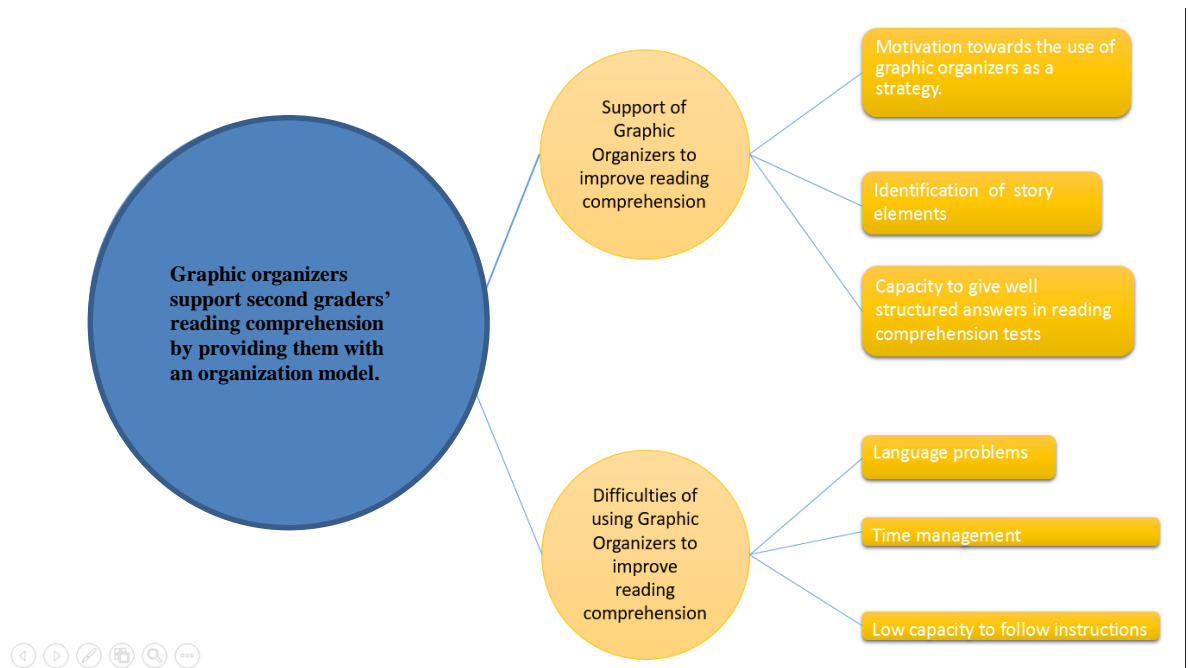 Graphic organizers
support second graders’
reading comprehension
by providing them with
an organization model.
Support of
Graphic
Organizers to
improve reading
comprehension
Motivation towards the use of
graphic organizers as a
strategy.
Identification of story
elements
Capacity to give well
structured answers in reading
comprehension tests
Difficulties of
using Graphic
Organizers to
improve
reading
comprehension
Language problems
Time management
Low capacity to follow instructions